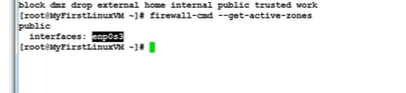 block dmz drop external home internal public trusted work
[root@MyFirstLinuxVM ~]# firewall-cmd --get-active-zones
public
  interfaces: enp0s3
[root@MyFirstLinuxVM ~]#